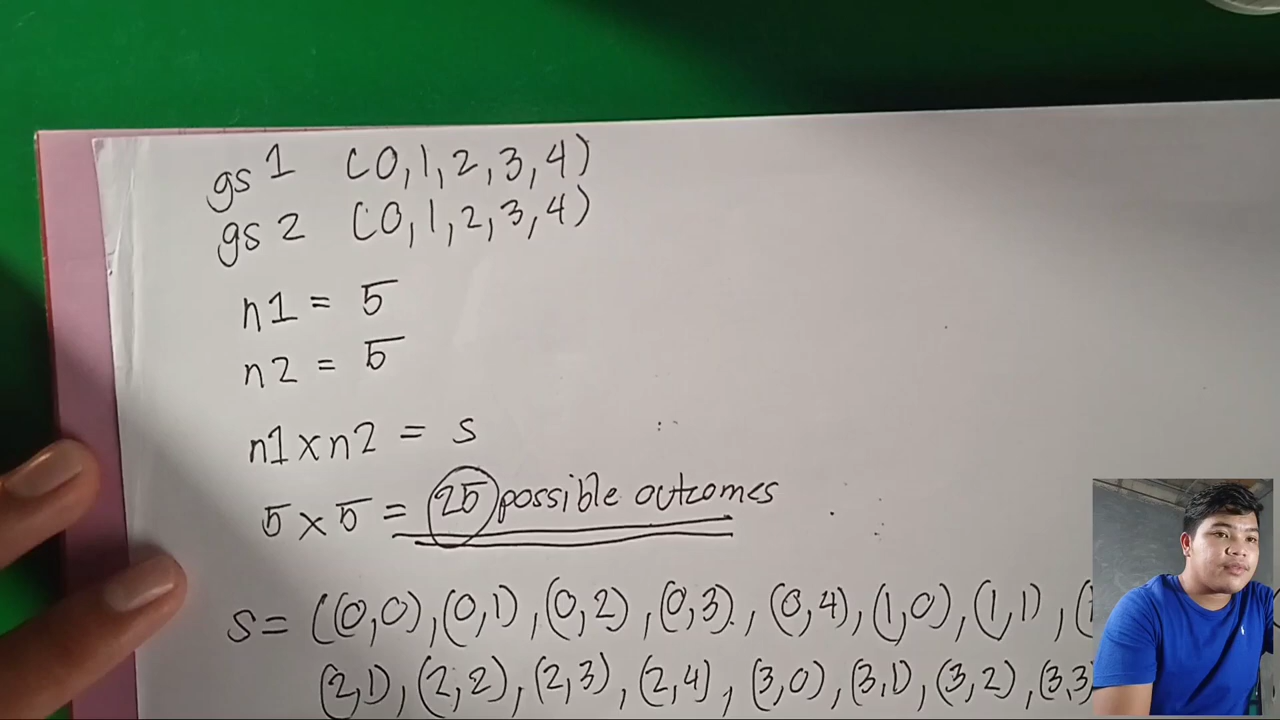 gs 1 (0,1,2,3,4)
gs 2 (0,1,2,3,4)
n1 = 5
n2 = 5
n1 x n2 = s
5 x 5 = 25 possible outcomes
s = ((0,0),(0,1),(0,2),(0,3),(0,4),(1,0),(1,1),(
(2,1),(2,2),(2,3),(2,4),(3,0),(3,1),(3,2),(3,3)